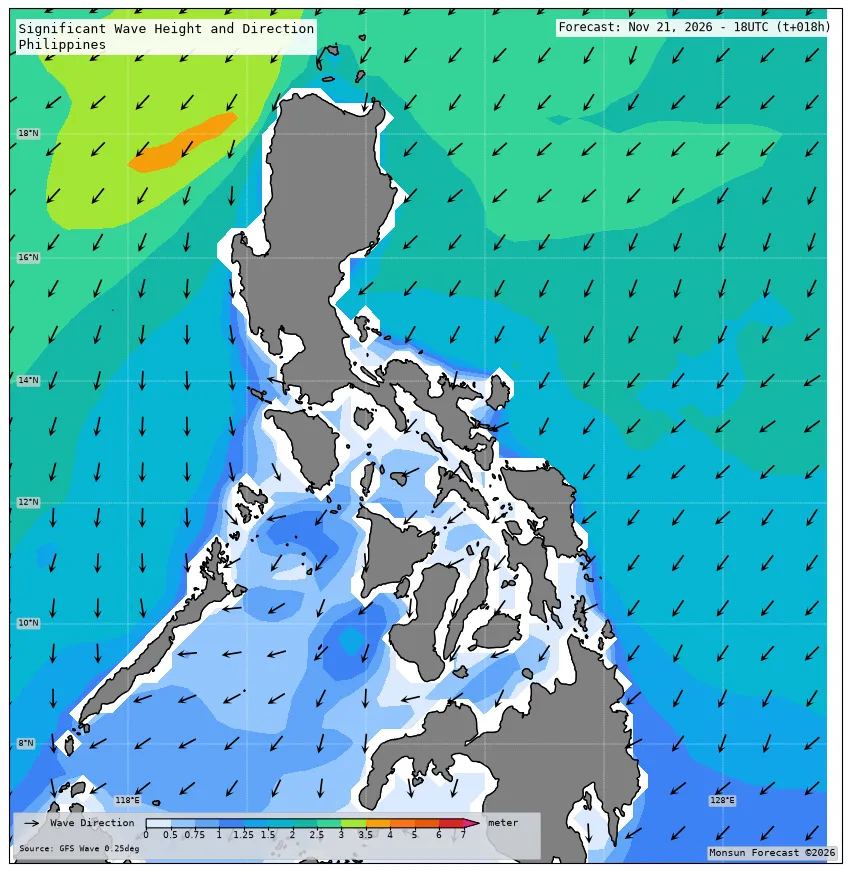 Significant Wave Height and Direction
Philippines
Forecast: Nov 21, 2026 - 18UTC (t+018h)
18°N
16°N
14°N
12°N
10°N
8°N
118°E
128°E
Wave Direction
meter
0 0.5 0.75 1 1.25 1.5 2 2.5 3 3.5 4 5 6 7
Source: GFS Wave 0.25deg
Monsun Forecast ©2026